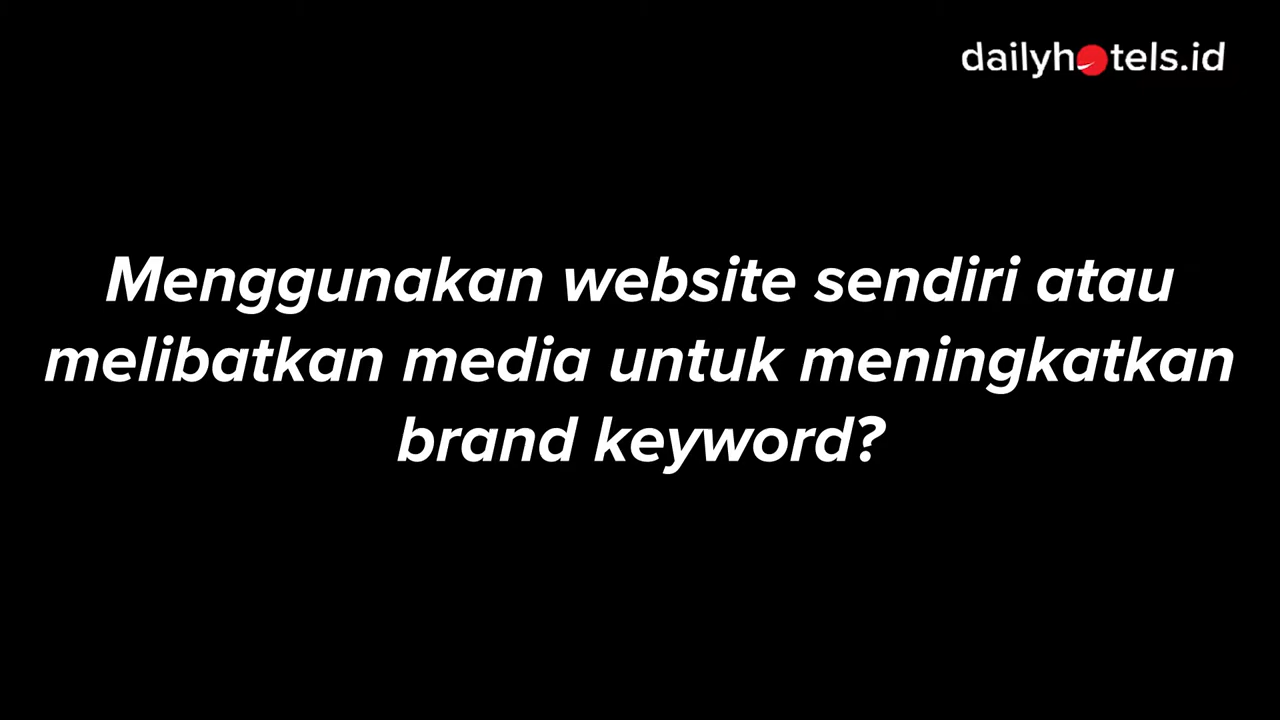 dailyhotels.id
Menggunakan website sendiri atau
melibatkan media untuk meningkatkan
brand keyword?